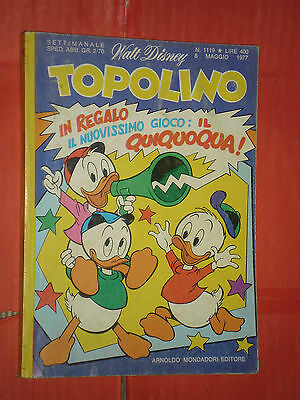 SETTIMANALE
SPED. ABB. GR. 2/70
Walt Disney
N. 1119 ★ LIRE 400
8 MAGGIO 1977
TOPOLINO
IN REGALO
IL NUOVISSIMO GIOCO: IL
QUIQUOQUA!
ARNOLDO MONDADORI EDITORE